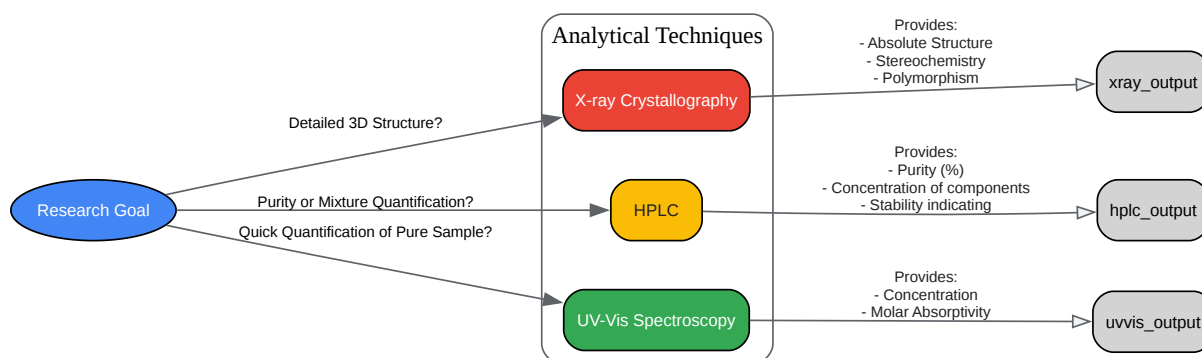 Analytical Techniques
Research Goal
Detailed 3D Structure?
Purity or Mixture Quantification?
Quick Quantification of Pure Sample?
X-ray Crystallography
HPLC
UV-Vis Spectroscopy
Provides:
- Absolute Structure
- Stereochemistry
- Polymorphism
xray_output
Provides:
- Purity (%)
- Concentration of components
- Stability indicating
hplc_output
Provides:
- Concentration
- Molar Absorptivity
uvvis_output